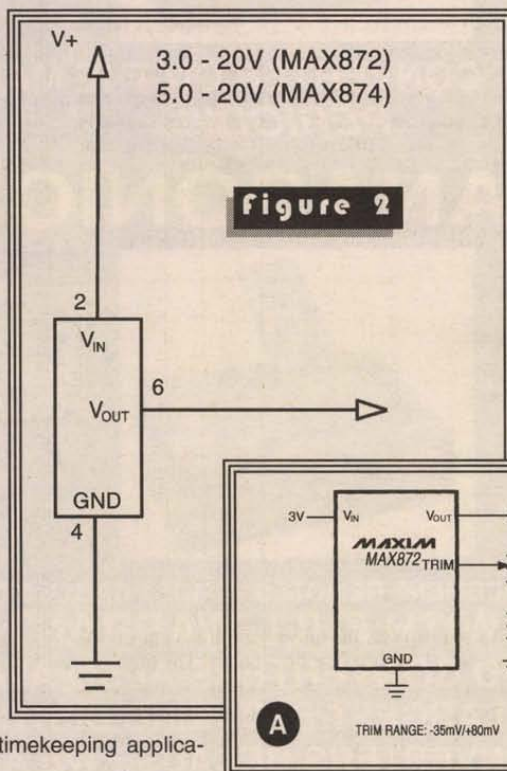 V+
3.0 - 20V (MAX872)
5.0 - 20V (MAX874)
Figure 2
2
VIN
6
VOUT
GND
4
3V
VIN
VOUT
MAXIM
MAX872
TRIM
GND
A
TRIM RANGE: -35mV/+80mV
timekeeping applica-